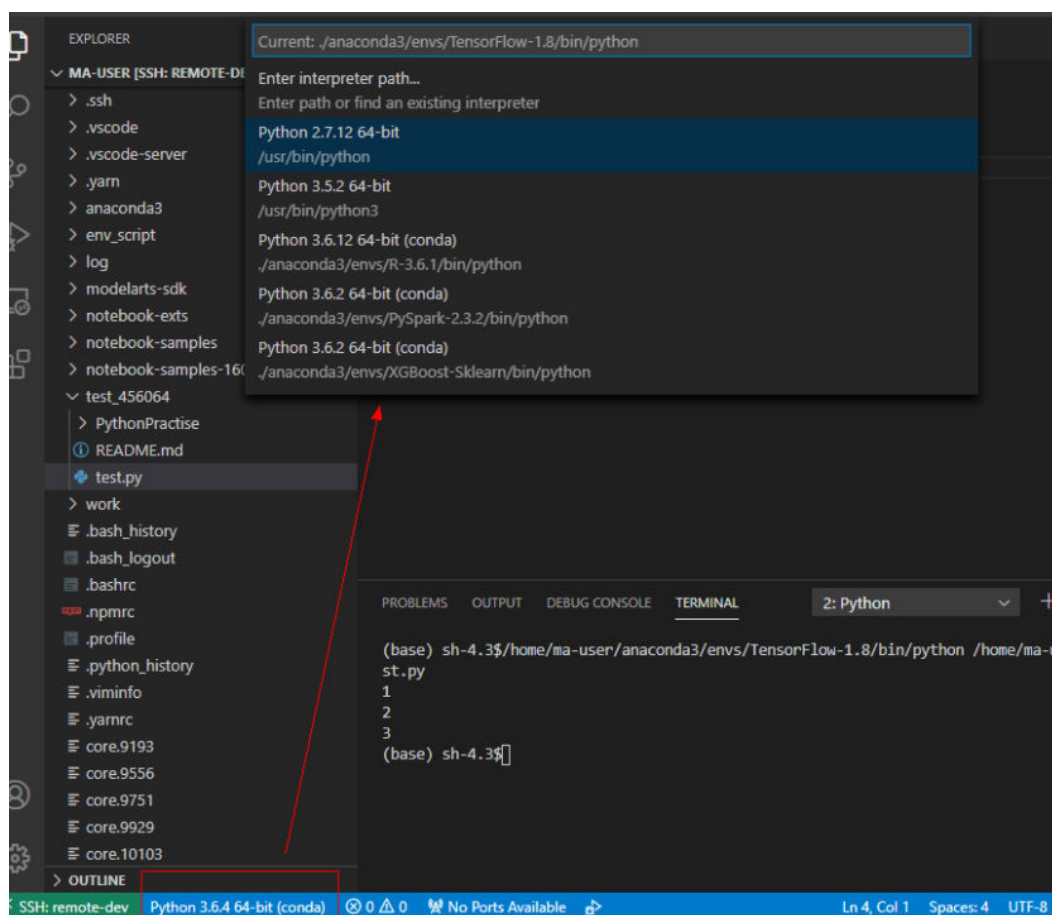 EXPLORER
MA-USER [SSH: REMOTE-DE
.ssh
.vscode
.vscode-server
.yarn
anaconda3
env_script
log
modelarts-sdk
notebook-exts
notebook-samples
notebook-samples-160
test_456064
PythonPractise
README.md
test.py
work
.bash_history
.bash_logout
.bashrc
.npmrc
.profile
.python_history
.viminfo
.yarnrc
core.9193
core.9556
core.9751
core.9929
core.10103
OUTLINE
Current: ./anaconda3/envs/TensorFlow-1.8/bin/python
Enter interpreter path...
Enter path or find an existing interpreter
Python 2.7.12 64-bit
/usr/bin/python
Python 3.5.2 64-bit
/usr/bin/python3
Python 3.6.12 64-bit (conda)
./anaconda3/envs/R-3.6.1/bin/python
Python 3.6.2 64-bit (conda)
./anaconda3/envs/PySpark-2.3.2/bin/python
Python 3.6.2 64-bit (conda)
./anaconda3/envs/XGBoost-Sklearn/bin/python
PROBLEMS OUTPUT DEBUG CONSOLE TERMINAL 2: Python
(base) sh-4.3$/home/ma-user/anaconda3/envs/TensorFlow-1.8/bin/python /home/ma-u
st.py
1
2
3
(base) sh-4.3$
SSH: remote-dev Python 3.6.4 64-bit (conda) 0 0 No Ports Available Ln 4, Col 1 Spaces: 4 UTF-8